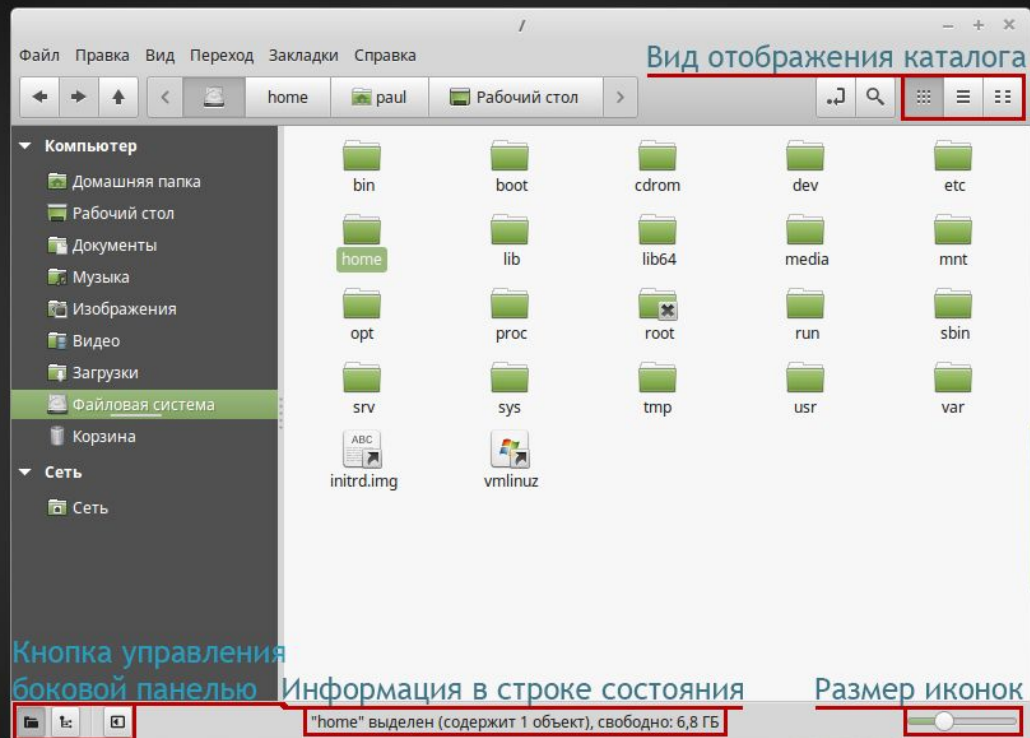 /
Файл Правка Вид Переход Закладки Справка
Вид отображения каталога
home paul Рабочий стол
Компьютер
Домашняя папка
Рабочий стол
Документы
Музыка
Изображения
Видео
Загрузки
Файловая система
Корзина
Сеть
Сеть
bin boot cdrom dev etc
home lib lib64 media mnt
opt proc root run sbin
srv sys tmp usr var
ABC
initrd.img vmlinuz
Кнопка управления
боковой панелью
Информация в строке состояния
Размер иконок
"home" выделен (содержит 1 объект), свободно: 6,8 ГБ